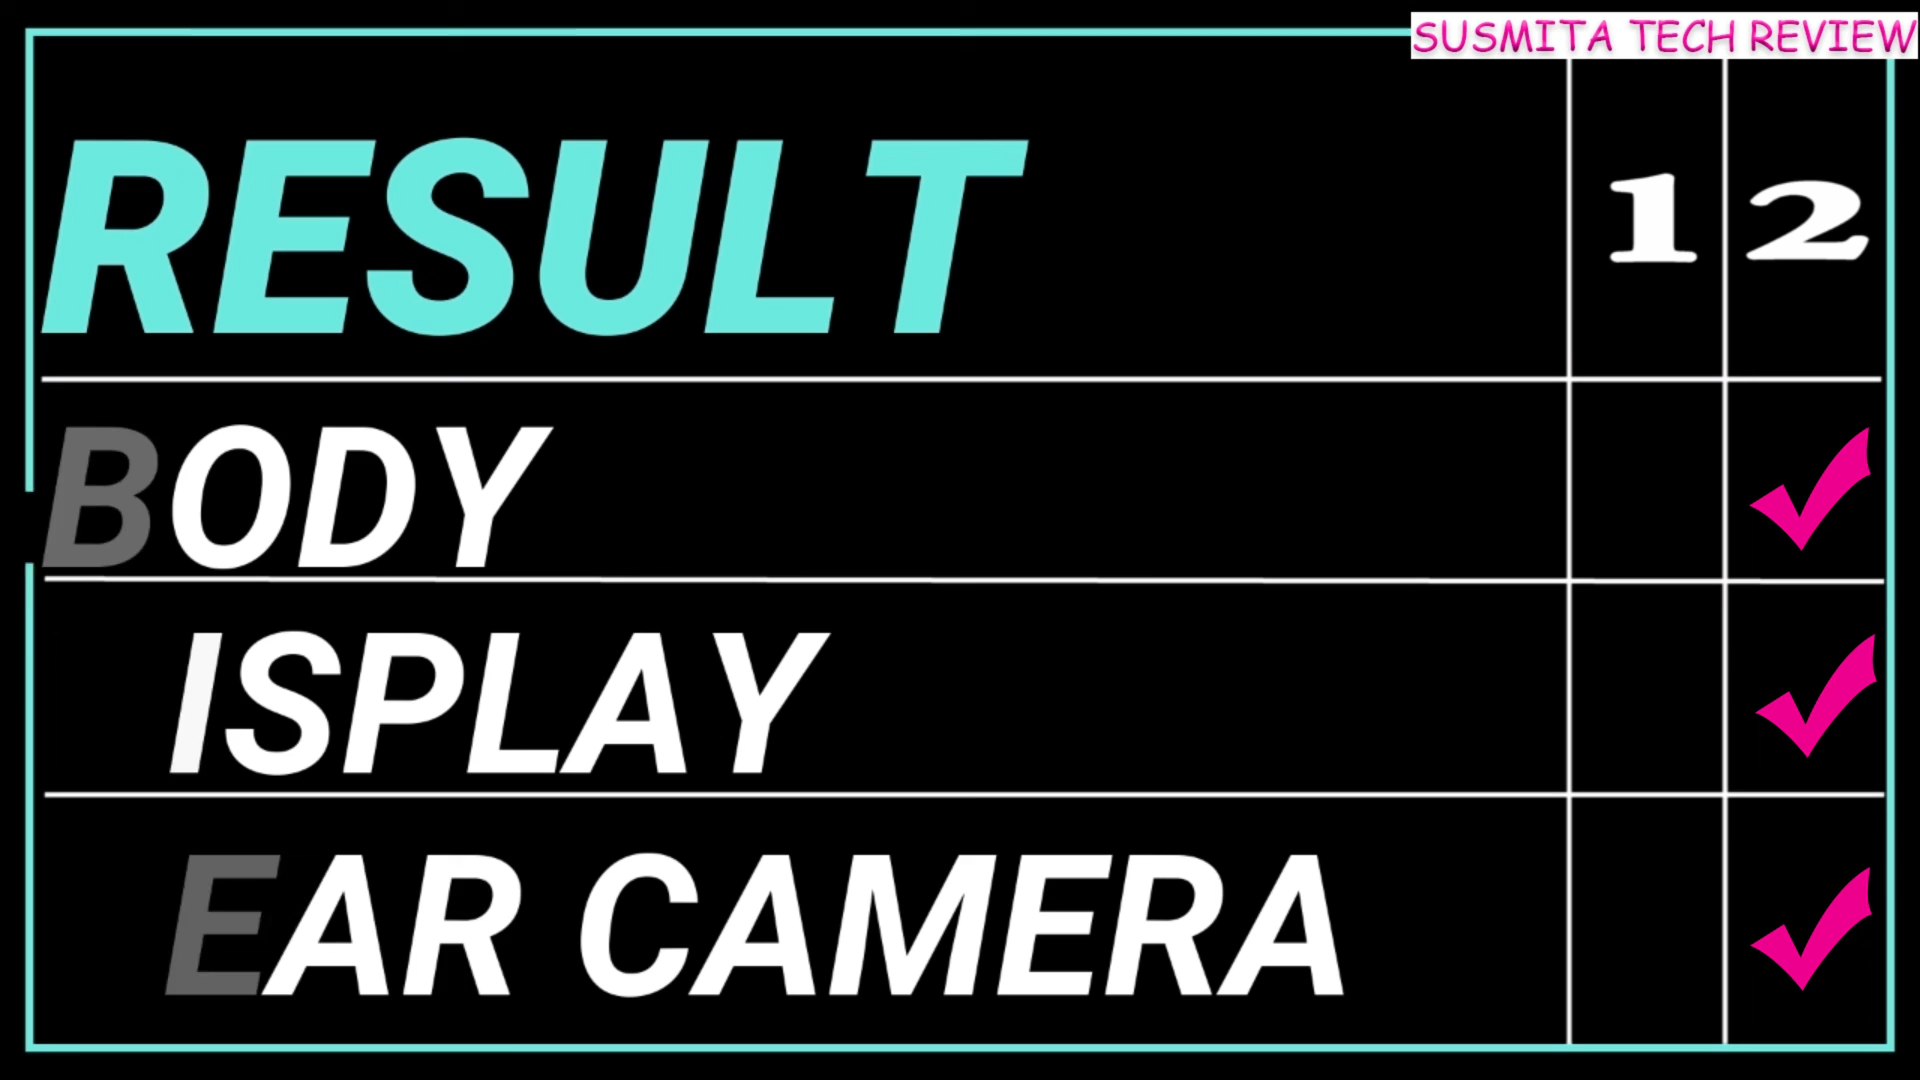 SUSMITA TECH REVIEW
RESULT 1 2
BODY
ISPLAY
EAR CAMERA